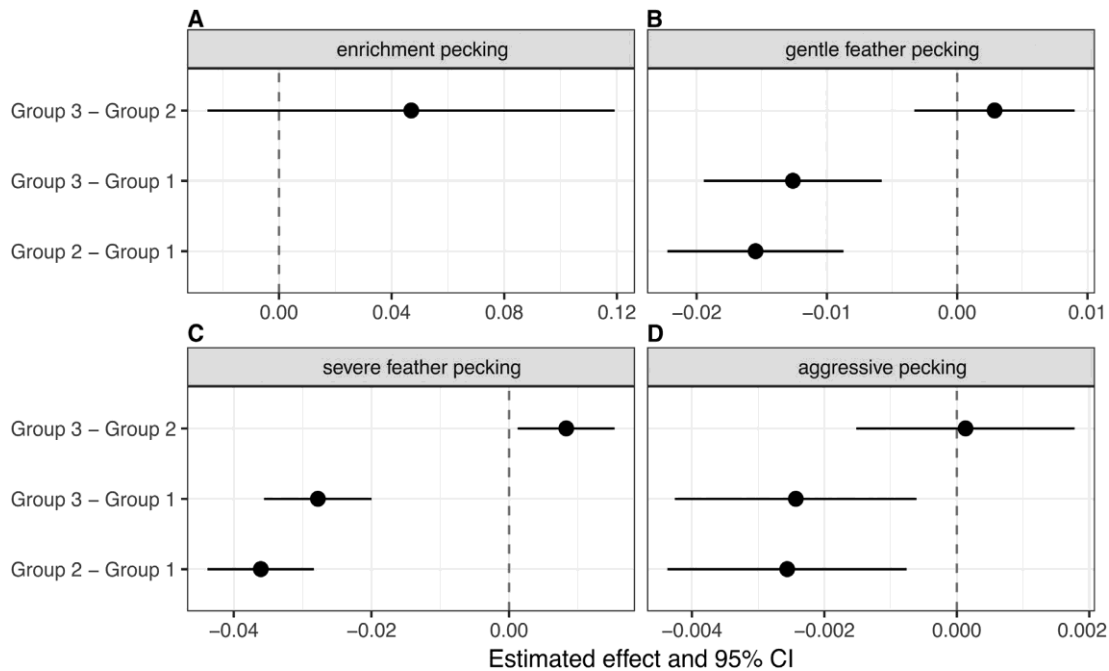 A
enrichment pecking
Group 3 − Group 2
Group 3 − Group 1
Group 2 − Group 1
0.00 0.04 0.08 0.12
B
gentle feather pecking
−0.02 −0.01 0.00 0.01
C
severe feather pecking
Group 3 − Group 2
Group 3 − Group 1
Group 2 − Group 1
−0.04 −0.02 0.00
D
aggressive pecking
−0.004 −0.002 0.000 0.002
Estimated effect and 95% CI